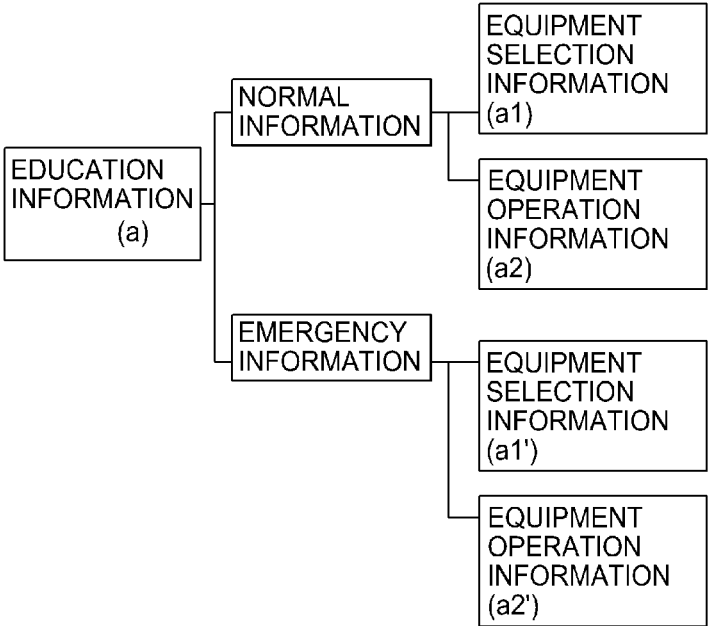 EDUCATION
INFORMATION
(a)
NORMAL
INFORMATION
EQUIPMENT
SELECTION
INFORMATION
(a1)
EQUIPMENT
OPERATION
INFORMATION
(a2)
EMERGENCY
INFORMATION
EQUIPMENT
SELECTION
INFORMATION
(a1')
EQUIPMENT
OPERATION
INFORMATION
(a2')